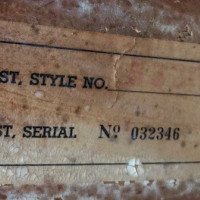 ST, STYLE NO.
ST, SERIAL Nº 032346